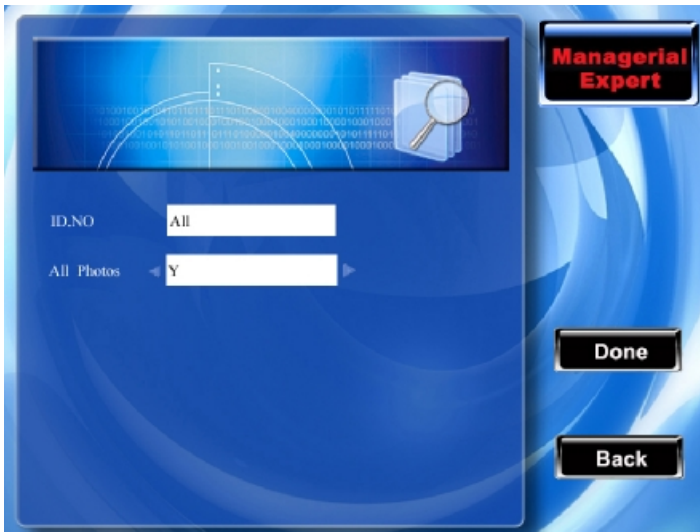 Managerial
Expert
ID.NO All
All Photos Y
Done
Back